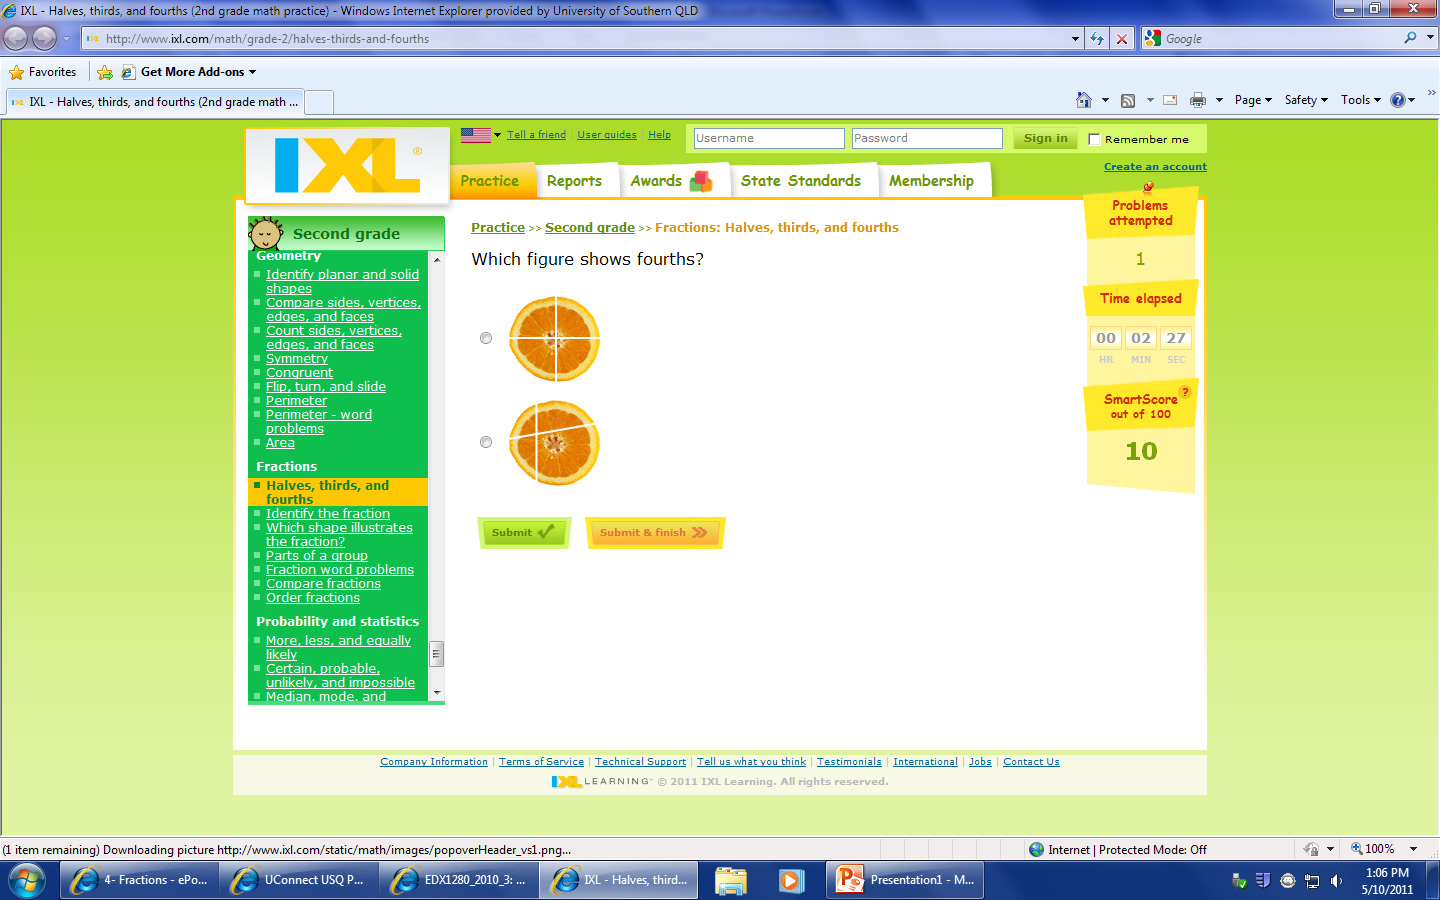 IXL - Halves, thirds, and fourths (2nd grade math practice) - Windows Internet Explorer provided by University of Southern QLD
http://www.ixl.com/math/grade-2/halves-thirds-and-fourths
Google
Favorites
Get More Add-ons
IXL - Halves, thirds, and fourths (2nd grade math ...
Page Safety Tools
IXL ®
Tell a friend | User guides | Help
Username
Password
Sign in
Remember me
Create an account
Practice
Reports
Awards
State Standards
Membership
Second grade
Geometry
Identify planar and solid
shapes
Compare sides, vertices,
edges, and faces
Count sides, vertices,
edges, and faces
Symmetry
Congruent
Flip, turn, and slide
Perimeter
Perimeter - word
problems
Area
Fractions
Halves, thirds, and
fourths
Identify the fraction
Which shape illustrates
the fraction?
Parts of a group
Fraction word problems
Compare fractions
Order fractions
Probability and statistics
More, less, and equally
likely
Certain, probable,
unlikely, and impossible
Median, mode, and
Practice >> Second grade >> Fractions: Halves, thirds, and fourths
Which figure shows fourths?
Submit
Submit & finish >>
Problems
attempted
1
Time elapsed
00 02 27
HR MIN SEC
SmartScore ?
out of 100
10
Company Information | Terms of Service | Technical Support | Tell us what you think | Testimonials | International | Jobs | Contact Us
IXL LEARNING™ © 2011 IXL Learning. All rights reserved.
(1 item remaining) Downloading picture http://www.ixl.com/static/math/images/popoverHeader_vs1.png...
Internet | Protected Mode: Off
100%
4- Fractions - ePo...
UConnect USQ P...
EDX1280_2010_3: ...
IXL - Halves, third...
Presentation1 - M...
1:06 PM
5/10/2011